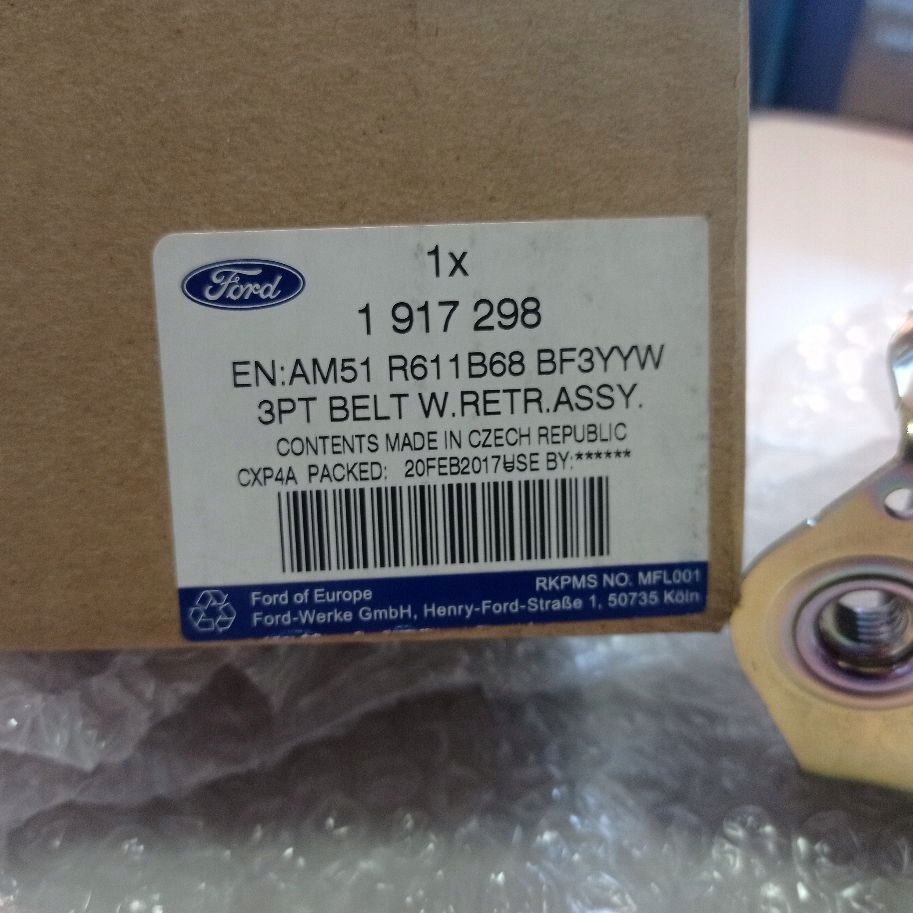 1x
Ford
1 917 298
EN:AM51 R611B68 BF3YYW
3PT BELT W.RETR.ASSY.
CONTENTS MADE IN CZECH REPUBLIC
CXP4A PACKED: 20FEB2017USE BY:******
RKPMS NO. MFL001
Ford of Europe
Ford-Werke GmbH, Henry-Ford-Straße 1, 50735 Köln